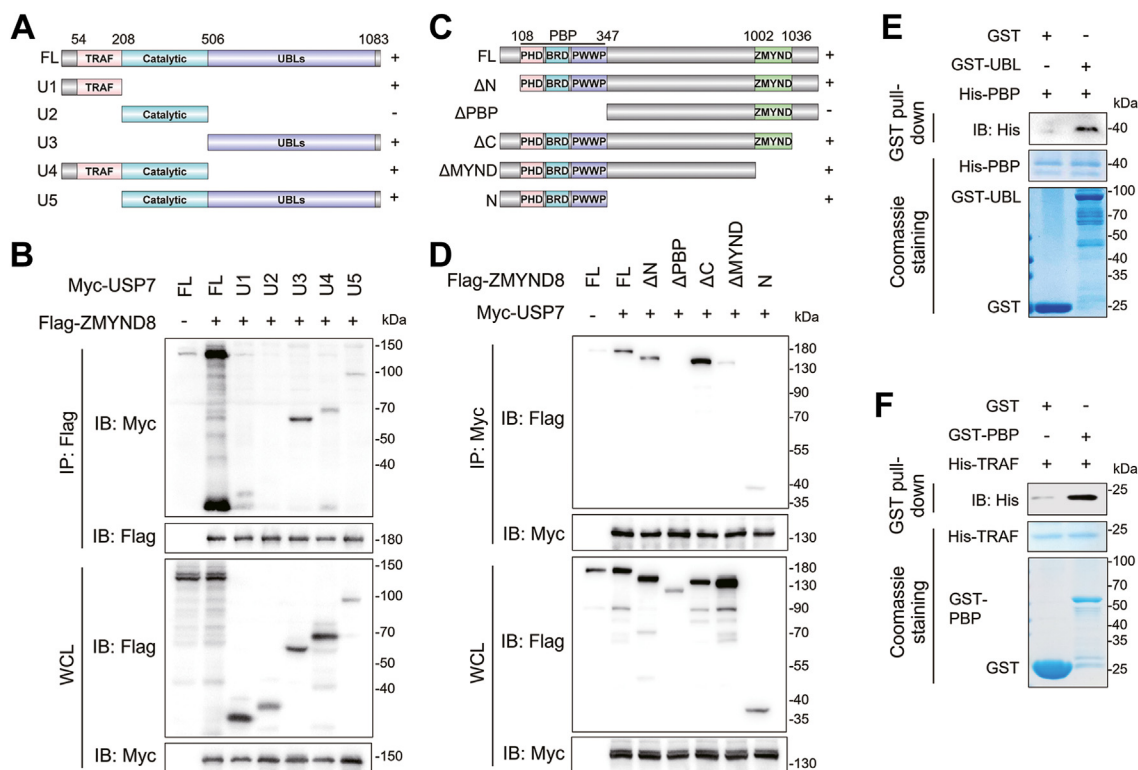 A
54 208 506 1083
FL TRAF Catalytic UBLs +
U1 TRAF +
U2 Catalytic -
U3 UBLs +
U4 TRAF Catalytic +
U5 Catalytic UBLs +
B
Myc-USP7 FL FL U1 U2 U3 U4 U5
Flag-ZMYND8 - + + + + + + kDa
IP: Flag
IB: Myc
-150
-100
-70
-50
-40
IB: Flag -180
WCL
IB: Flag
-150
-100
-70
-50
-40
IB: Myc -150
C
108 PBP 347 1002 1036
FL PHD BRD PWWP ZMYND +
ΔN PHD BRD PWWP ZMYND +
ΔPBP ZMYND -
ΔC PHD BRD PWWP ZMYND +
ΔMYND PHD BRD PWWP +
N PHD BRD PWWP +
D
Flag-ZMYND8 FL FL ΔN ΔPBP ΔC ΔMYND N
Myc-USP7 - + + + + + + kDa
IP: Myc
IB: Flag
-180
-130
-90
-70
-55
-40
-35
IB: Myc -130
WCL
IB: Flag
-180
-130
-90
-70
-55
-40
-35
IB: Myc
-130
E
GST + -
GST-UBL - +
His-PBP + + kDa
GST pull-
down
IB: His -40
Coomassie
staining
His-PBP -40
GST-UBL
-100
-70
-50
-40
-35
-25
GST
F
GST + -
GST-PBP - +
His-TRAF + + kDa
GST pull-
down
IB: His -25
Coomassie
staining
His-TRAF -25
GST-
PBP
-100
-70
-50
-40
-35
-25
GST